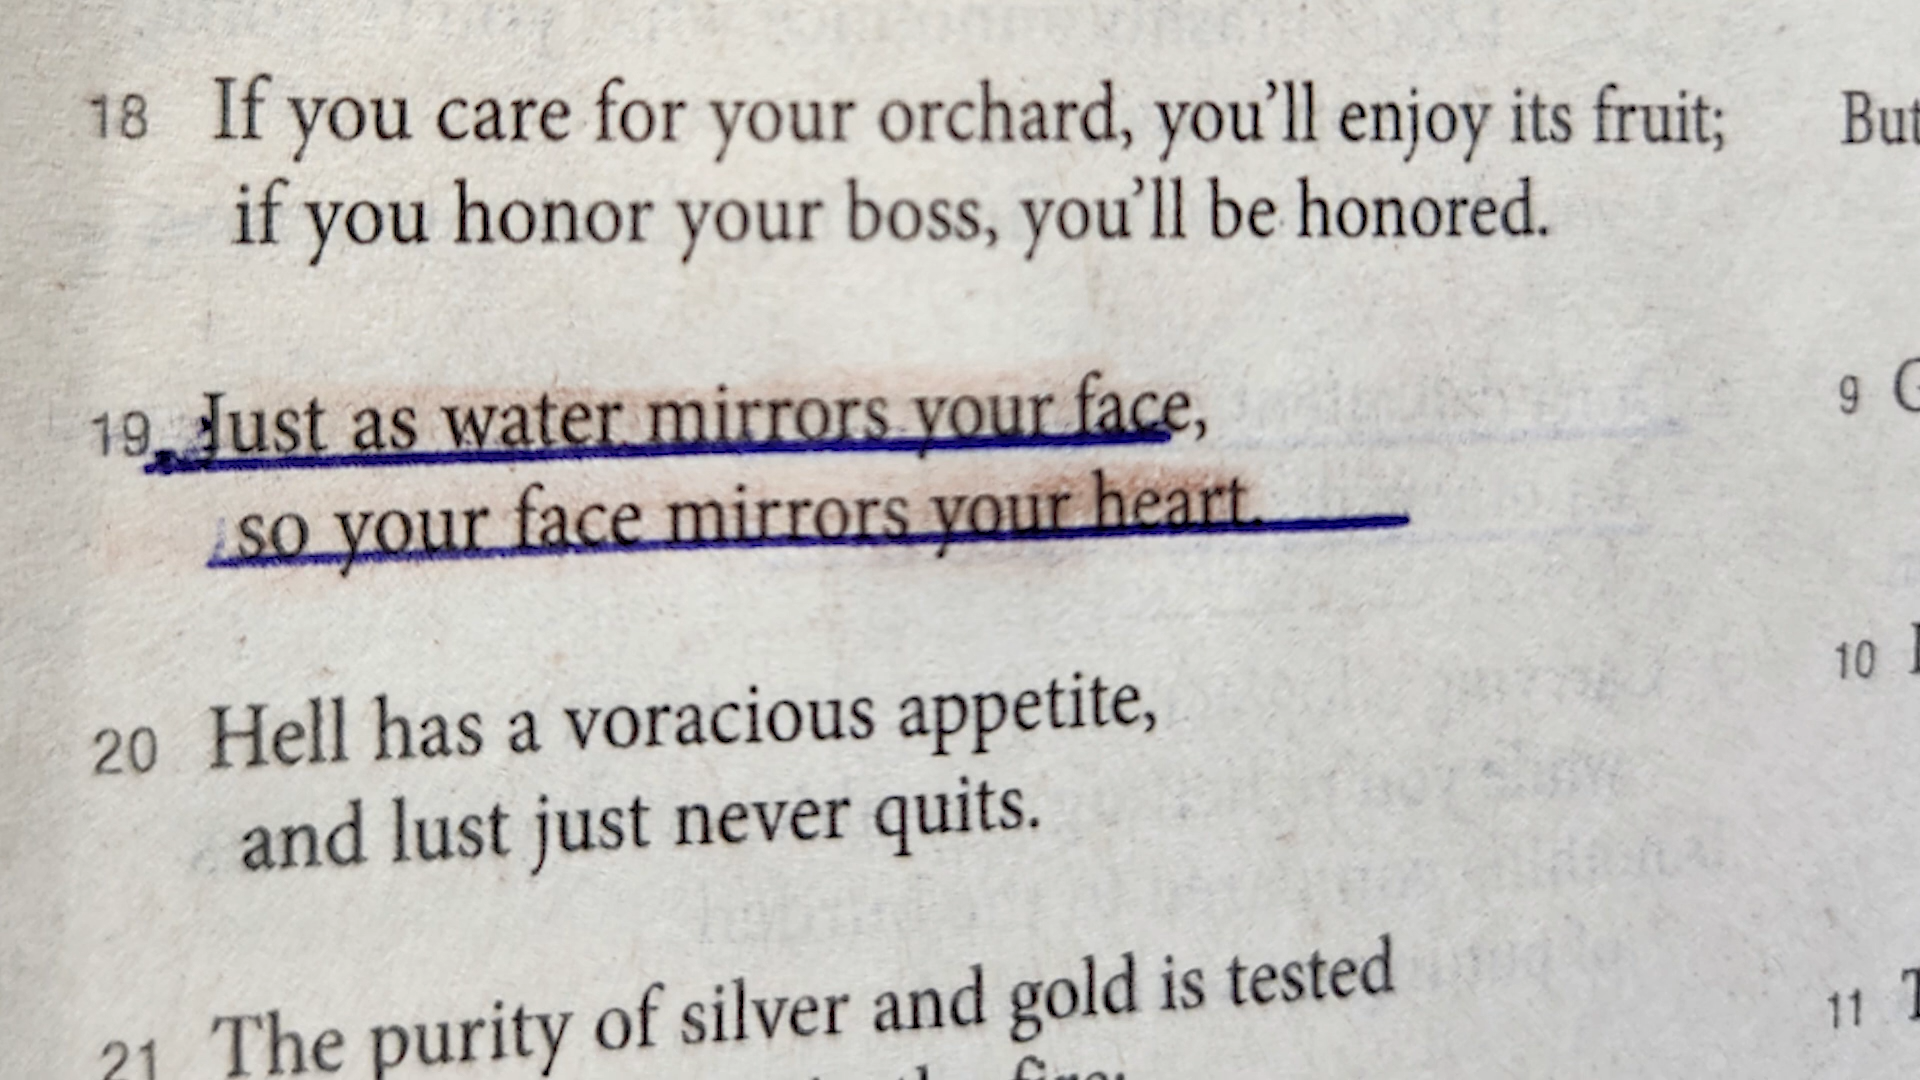 18 If you care for your orchard, you'll enjoy its fruit;
if you honor your boss, you'll be honored.
19 Just as water mirrors your face,
so your face mirrors your heart.
20 Hell has a voracious appetite,
and lust just never quits.
21 The purity of silver and gold is tested
But
9 G
10
11 T